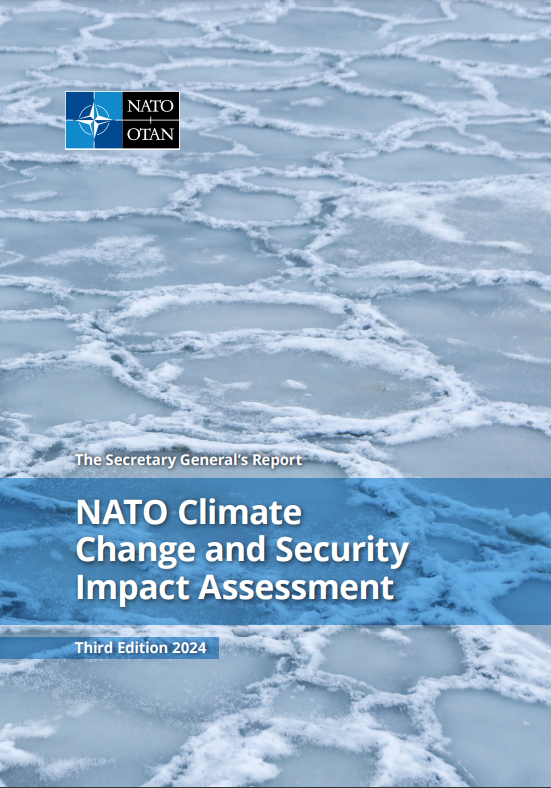 NATO
OTAN
The Secretary General's Report
NATO Climate
Change and Security
Impact Assessment
Third Edition 2024